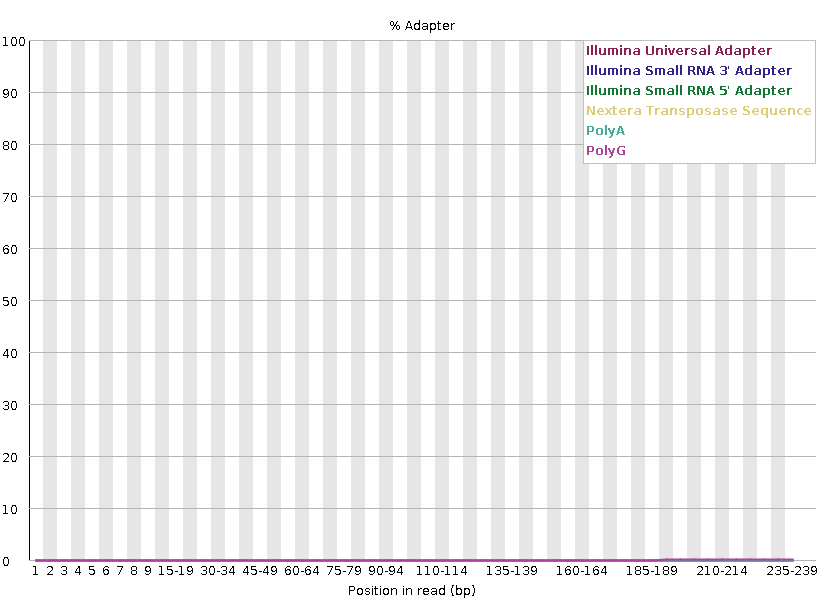 % Adapter
100
90
80
70
60
50
40
30
20
10
0
Illumina Universal Adapter
Illumina Small RNA 3' Adapter
Illumina Small RNA 5' Adapter
Nextera Transposase Sequence
PolyA
PolyG
1 2 3 4 5 6 7 8 9 15-19 30-34 45-49 60-64 75-79 90-94 110-114 135-139 160-164 185-189 210-214 235-239
Position in read (bp)